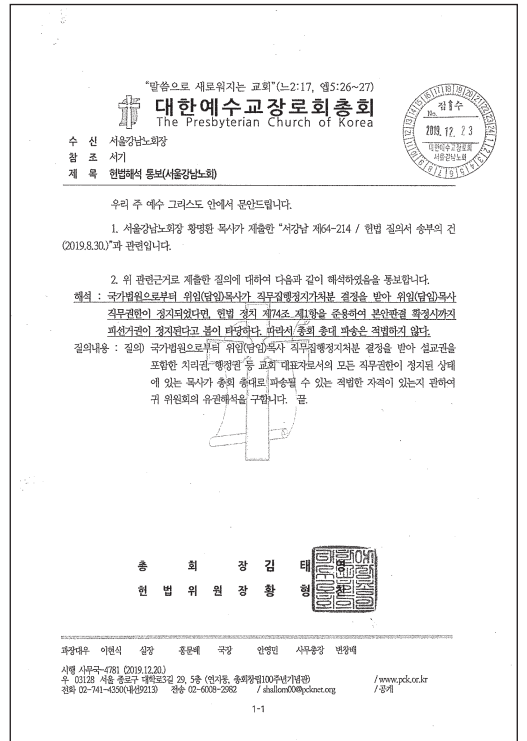 “말씀으로 새로워지는 교회”(느2:17, 엡5:26~27)
대한예수교장로회총회
The Presbyterian Church of Korea
접수
No.
2019. 12. 23
대한예수교장로회
서울강남노회
수 신 서울강남노회장
참 조 서기
제 목 헌법해석 통보(서울강남노회)
우리 주 예수 그리스도 안에서 문안드립니다.
1. 서울강남노회장 황명환 목사가 제출한 “서강남 제64-214 / 헌법 질의서 송부의 건
(2019.8.30.)”과 관련입니다.
2. 위 관련근거로 제출한 질의에 대하여 다음과 같이 해석하였음을 통보합니다.
해석 : 국가법원으로부터 위임(담임)목사가 직무집행정지가처분 결정을 받아 위임(담임)목사
직무권한이 정지되었다면, 헌법 정치 제74조 제1항을 준용하여 본안판결 확정시까지
피선거권이 정지된다고 봄이 타당하다. 따라서 총회 총대 파송은 적법하지 않다.
질의내용 : 질의) 국가법원으로부터 위임(담임)목사 직무집행정지처분 결정을 받아 설교권을
포함한 치리권, 행정권 등 교회 대표자로서의 모든 직무권한이 정지된 상태
에 있는 목사가 총회 총대로 파송될 수 있는 적법한 자격이 있는지 관하여
귀 위원회의 유권해석을 구합니다. 끝.
총 회 장 김 태 영
헌 법 위 원 장 황 형 찬
과장대우 이현식 실장 홍문배 국장 안영민 사무총장 변창배
시행 사무국-4781 (2019.12.20.)
우 03128 서울 종로구 대학로3길 29, 5층 (연지동, 총회창립100주년기념관) / www.pck.or.kr
전화 02-741-4350(내선9213) 전송 02-6008-2982 / shallom00@pcknet.org / 공개
1-1